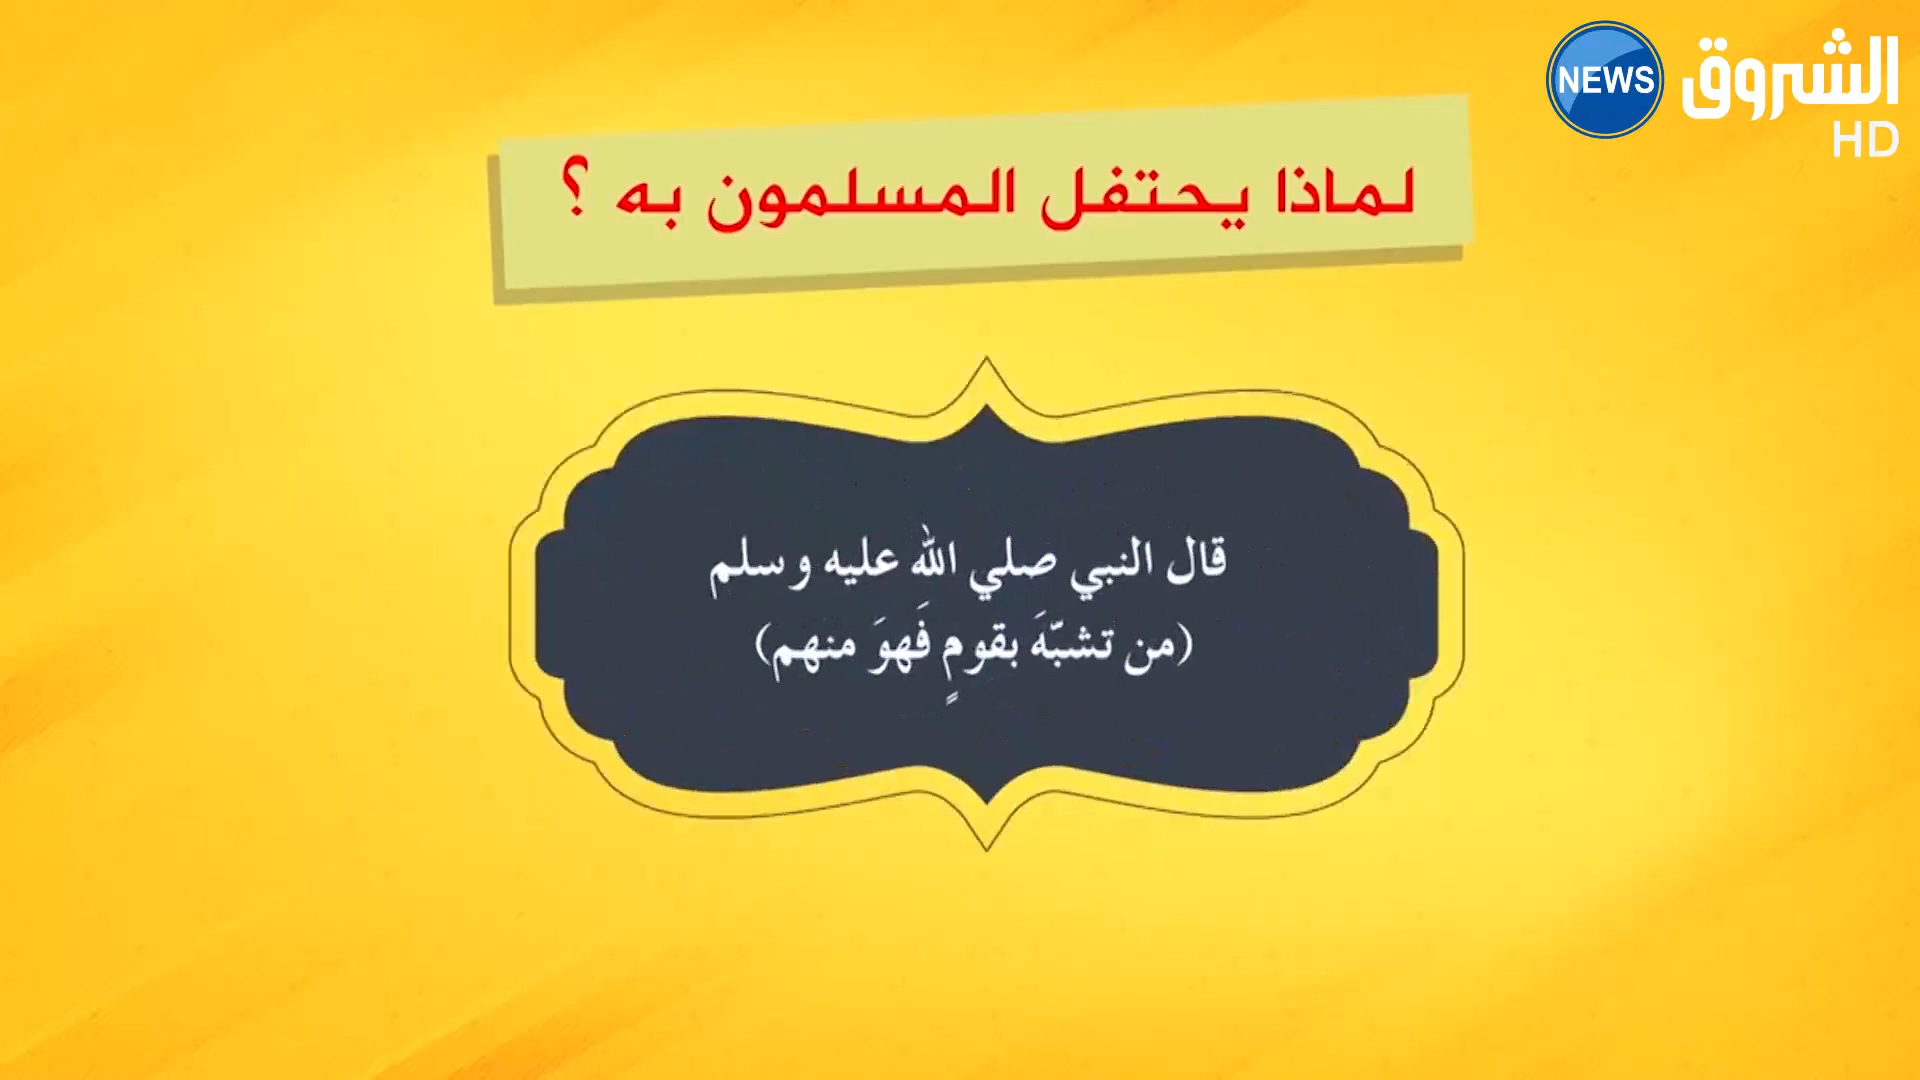 الشروق
NEWS
HD
لماذا يحتفل المسلمون به ؟
قال النبي صلي الله عليه وسلم
(من تشبّهَ بقومٍ فَهوَ منهم)